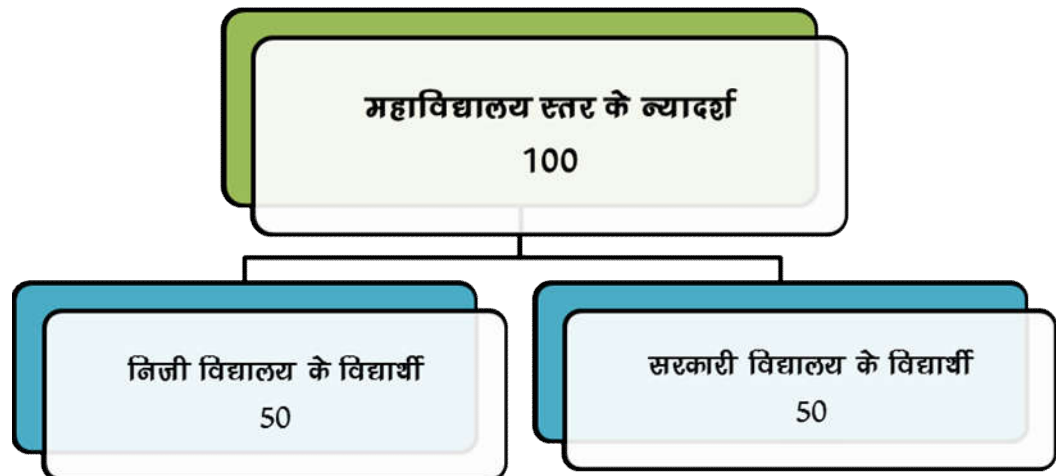 महाविद्यालय स्तर के न्यादर्श
100
निजी विद्यालय के विद्यार्थी
50
सरकारी विद्यालय के विद्यार्थी
50